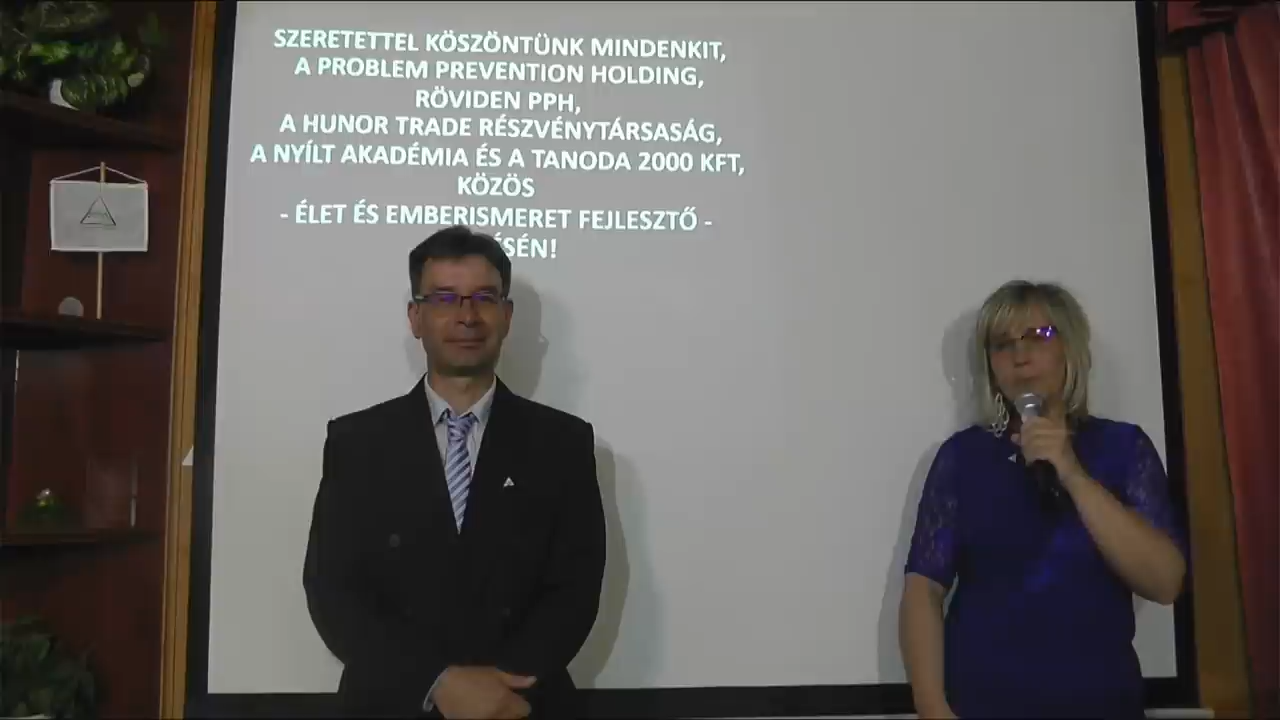 SZERETETTEL KÖSZÖNTÜNK MINDENKIT,
A PROBLEM PREVENTION HOLDING,
RÖVIDEN PPH,
A HUNOR TRADE RÉSZVÉNYTÁRSASÁG,
A NYÍLT AKADÉMIA ÉS A TANODA 2000 KFT,
KÖZÖS
- ÉLET ÉS EMBERISMERET FEJLESZTŐ -
ÉSÉN!